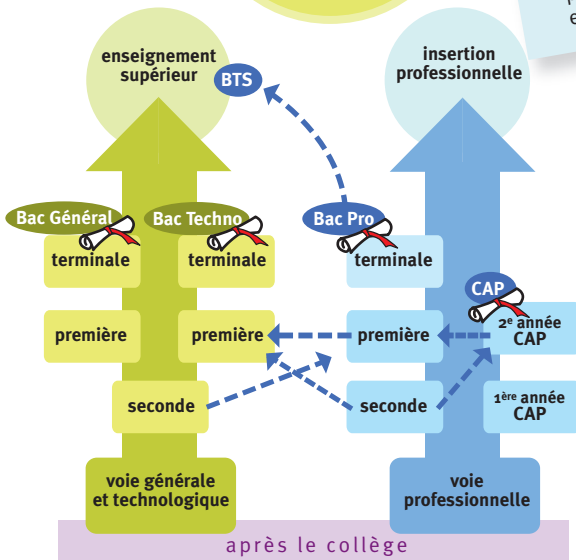 enseignement
supérieur
BTS
insertion
professionnelle
Bac Général
Bac Techno
Bac Pro
terminale
terminale
terminale
CAP
première
première
première
2e année
CAP
seconde
seconde
1ère année
CAP
voie générale
et technologique
voie
professionnelle
après le collège